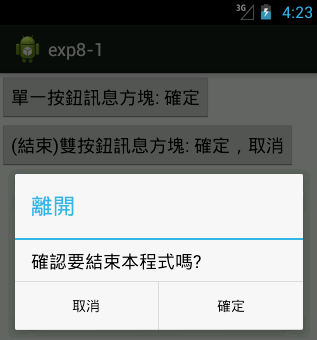 3G 4:23
exp8-1
單一按鈕訊息方塊: 確定
(結束)雙按鈕訊息方塊: 確定，取消
離開
確認要結束本程式嗎?
取消 確定